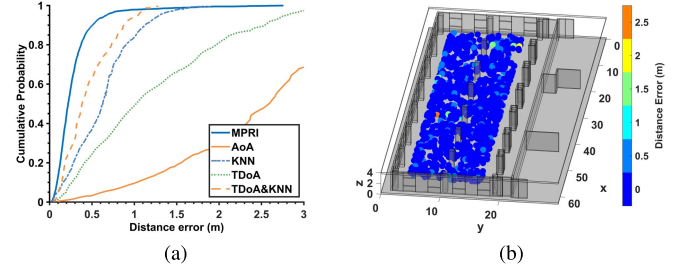 1
0.8
0.6
0.4
0.2
0
Cumulative Probability
0
0.5
1
1.5
2
2.5
3
Distance error (m)
MPRI
AoA
KNN
TDoA
TDoA&KNN
(a)
z
4
2
0
0
10
20
y
0
10
20
30
40
50
60
x
2.5
2
1.5
1
0.5
0
Distance Error (m)
(b)